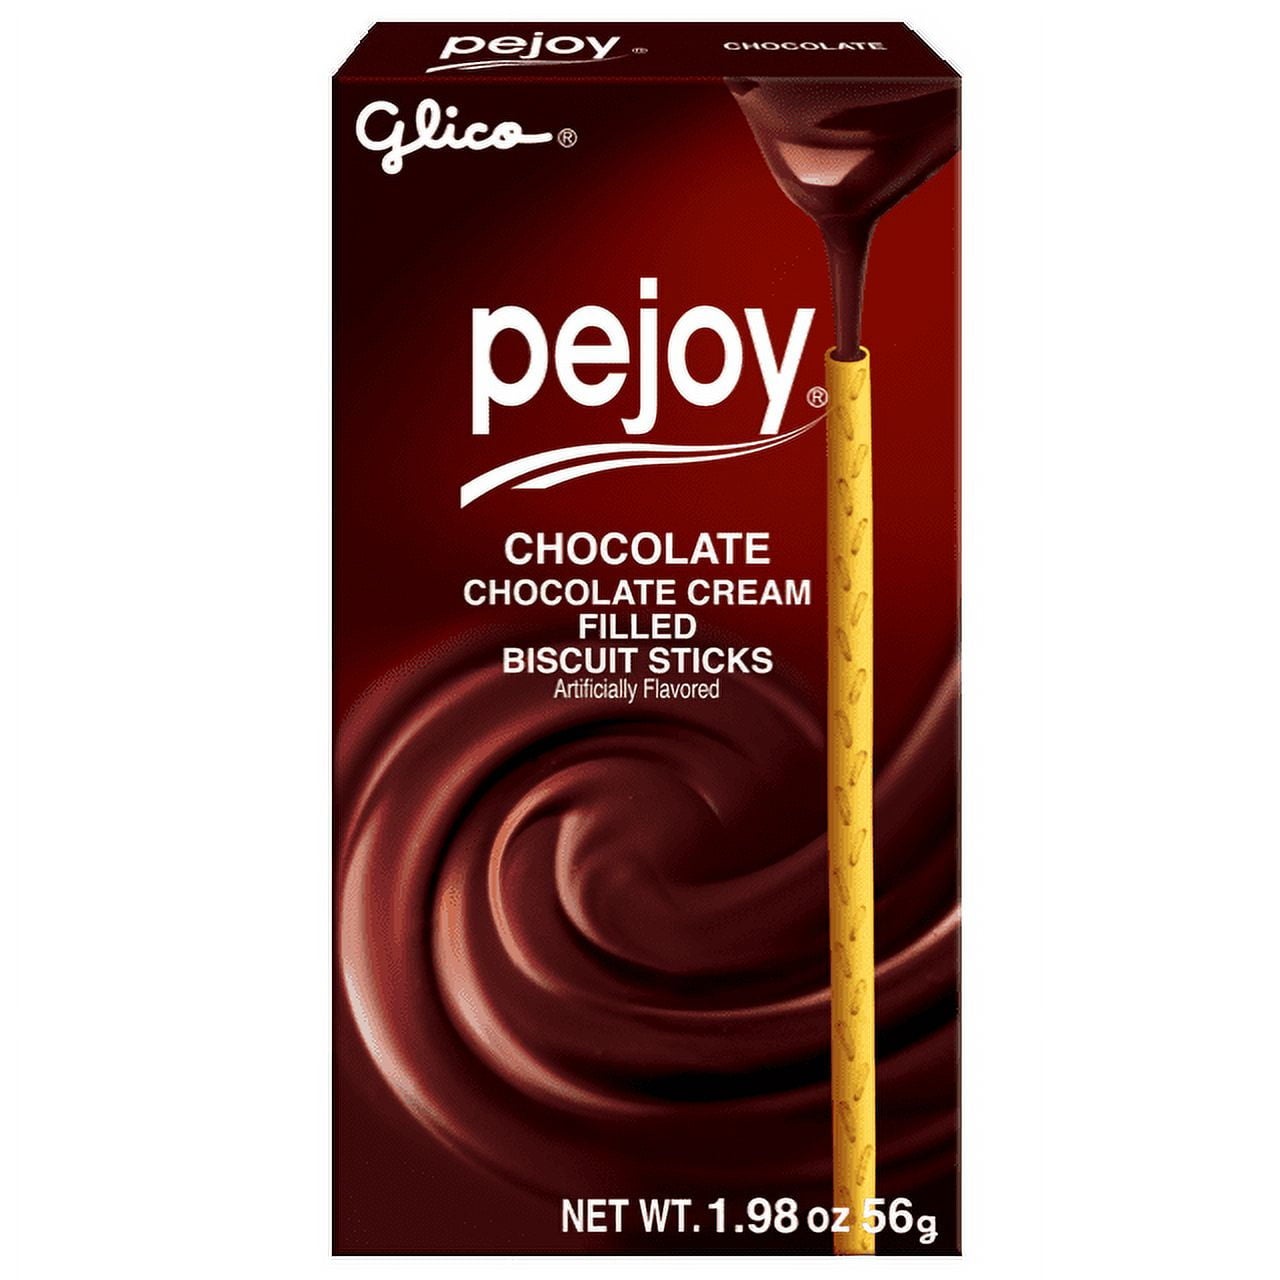 pejoy ® CHOCOLATE
Glico ®
pejoy ®
CHOCOLATE
CHOCOLATE CREAM
FILLED
BISCUIT STICKS
Artificially Flavored
NET WT. 1.98 oz 56g